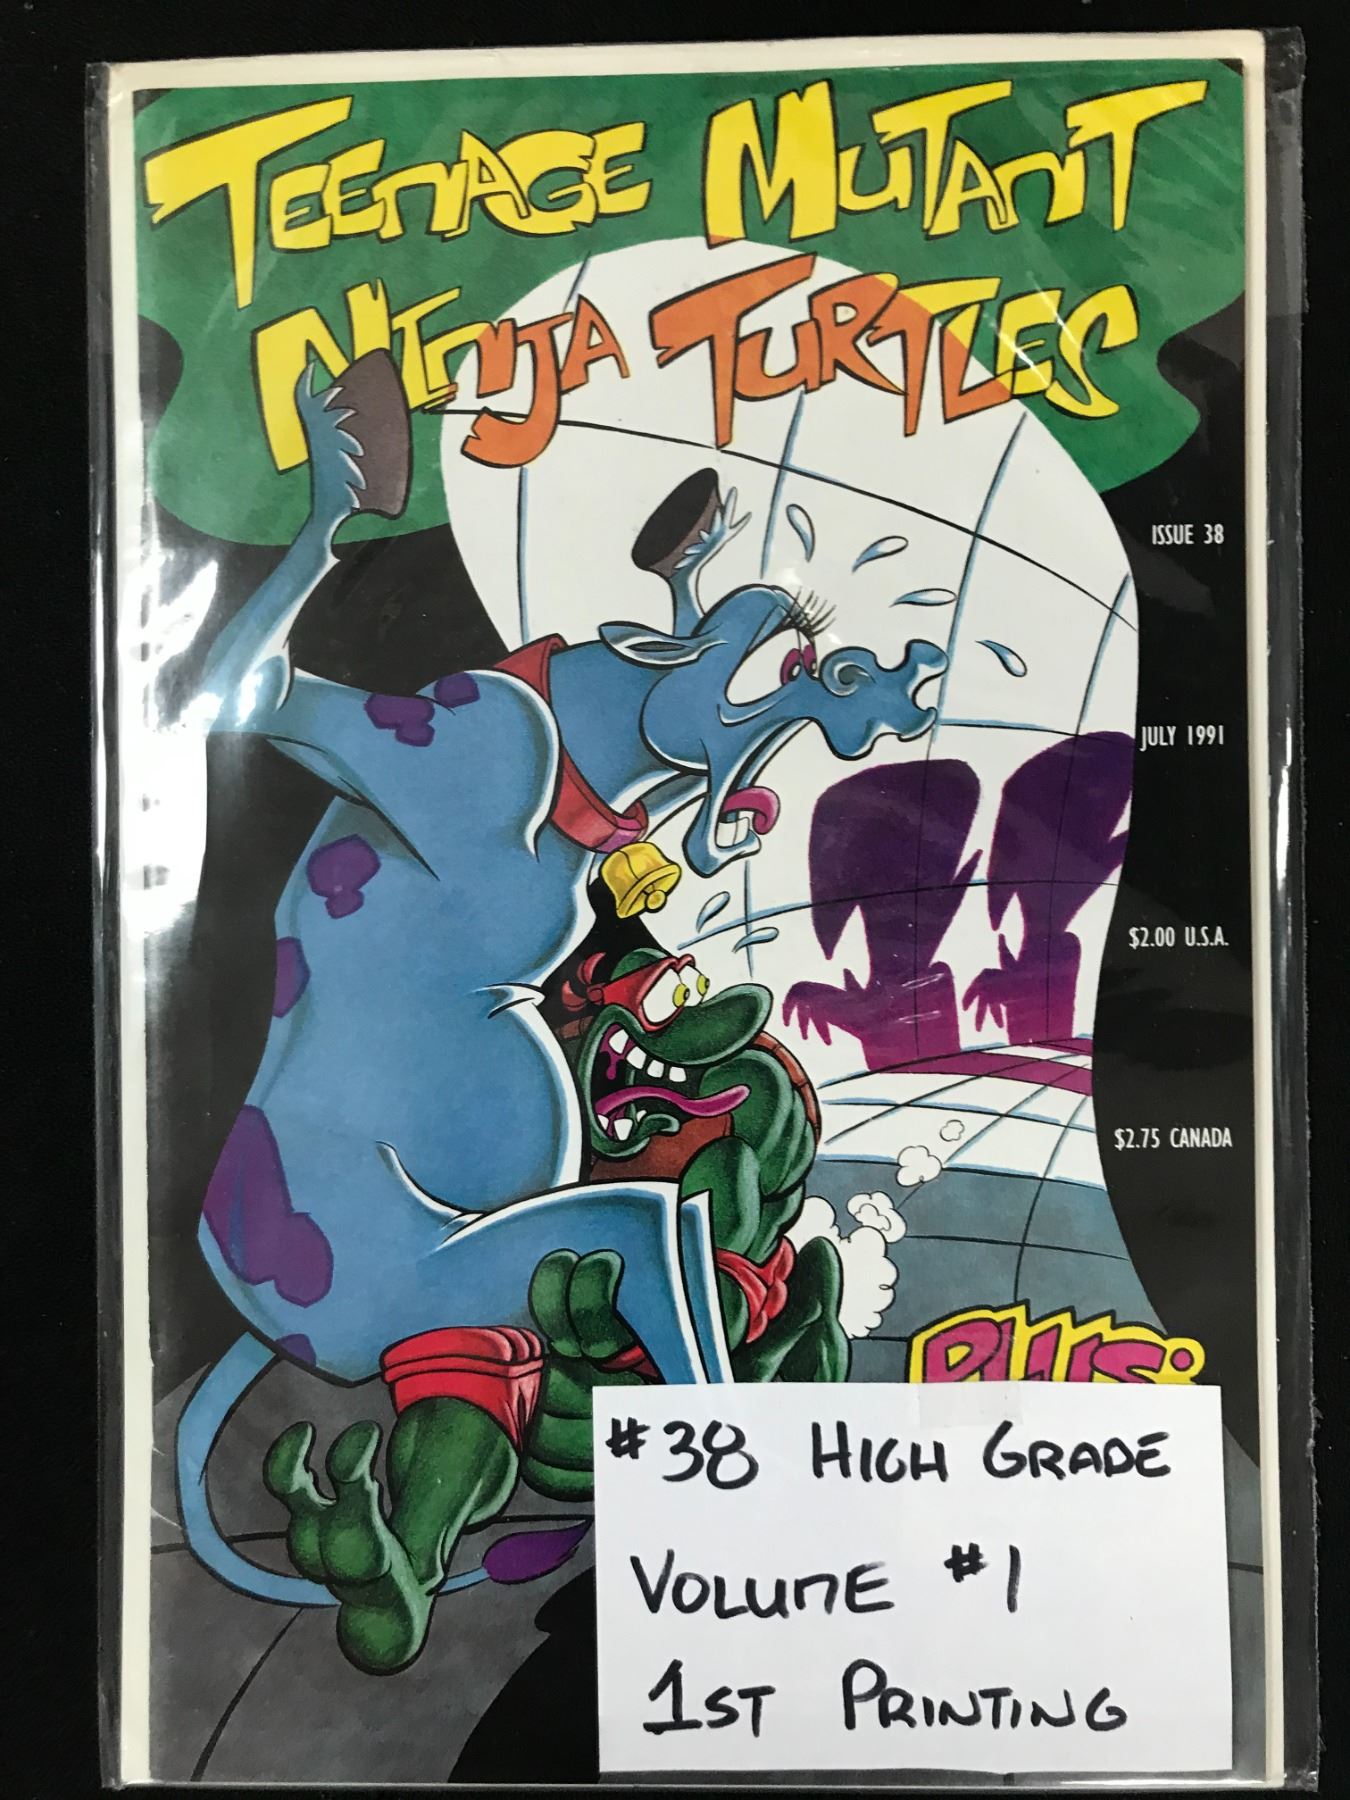 TEENAGE MUTANT
NINJA TURTLES
ISSUE 38
JULY 1991
$2.00 U.S.A.
$2.75 CANADA
PLUS:
#38 HIGH GRADE
VOLUME #1
1ST PRINTING